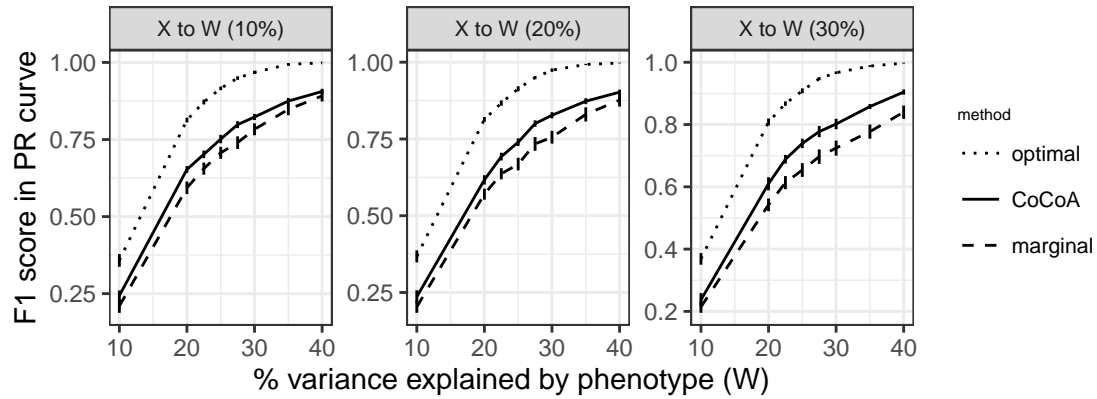 X to W (10%)
X to W (20%)
X to W (30%)
F1 score in PR curve
1.00
0.75
0.50
0.25
1.00
0.75
0.50
0.25
1.0
0.8
0.6
0.4
0.2
10 20 30 40
10 20 30 40
10 20 30 40
% variance explained by phenotype (W)
method
optimal
CoCoA
marginal